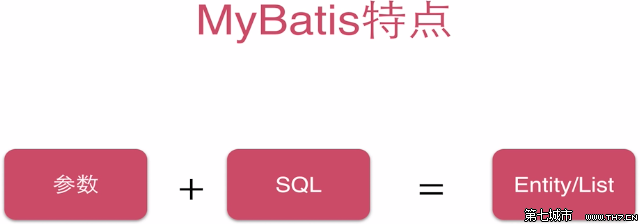 MyBatis特点
参数 + SQL = Entity/List
第七城市
WWW.TH7.CN